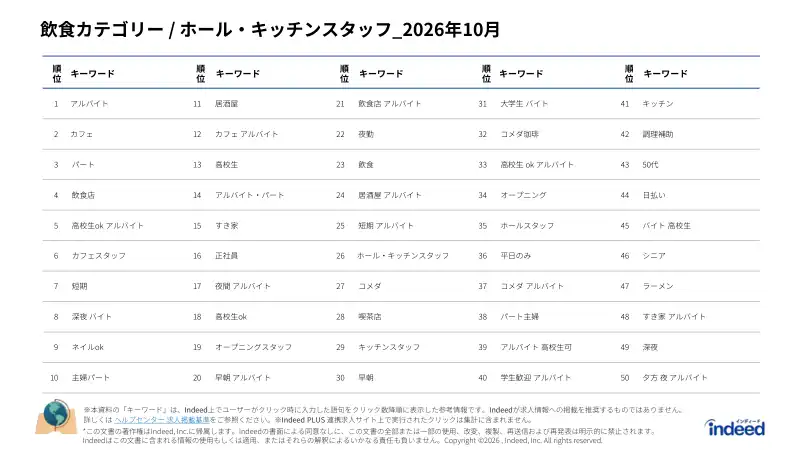 飲食カテゴリー / ホール・キッチンスタッフ_2026年10月
順位 キーワード 順位 キーワード 順位 キーワード 順位 キーワード 順位 キーワード
1 アルバイト 11 居酒屋 21 飲食店 アルバイト 31 大学生 バイト 41 キッチン
2 カフェ 12 カフェ アルバイト 22 夜勤 32 コメダ珈琲 42 調理補助
3 パート 13 高校生 23 飲食 33 高校生 ok アルバイト 43 50代
4 飲食店 14 アルバイト・パート 24 居酒屋 アルバイト 34 オープニング 44 日払い
5 高校生ok アルバイト 15 すき家 25 短期 アルバイト 35 ホールスタッフ 45 バイト 高校生
6 カフェスタッフ 16 正社員 26 ホール・キッチンスタッフ 36 平日のみ 46 シニア
7 短期 17 夜間 アルバイト 27 コメダ 37 コメダ アルバイト 47 ラーメン
8 深夜 バイト 18 高校生ok 28 喫茶店 38 パート主婦 48 すき家 アルバイト
9 ネイルok 19 オープニングスタッフ 29 キッチンスタッフ 39 アルバイト 高校生可 49 深夜
10 主婦パート 20 早朝 アルバイト 30 早朝 40 学生歓迎 アルバイト 50 夕方 夜 アルバイト
※本資料の「キーワード」は、Indeed上でユーザーがクリック時に入力した語句をクリック数降順に表示した参考情報です。Indeedが求人情報への掲載を推奨するものではありません。
詳しくは ヘルプセンター 求人掲載基準をご参照ください。※Indeed PLUS 連携求人サイト上で実行されたクリックは集計に含まれません。
*この文書の著作権はIndeed, Inc.に帰属します。Indeedの書面による同意なしに、この文書の全部または一部の使用、改変、複製、再送信および再発表は明示的に禁止されます。
Indeedはこの文書に含まれる情報の使用もしくは適用、またはそれらの解釈よるいかなる責任も負いません。Copyright ©2026 , Indeed, Inc. All rights reserved.
インディード
indeed